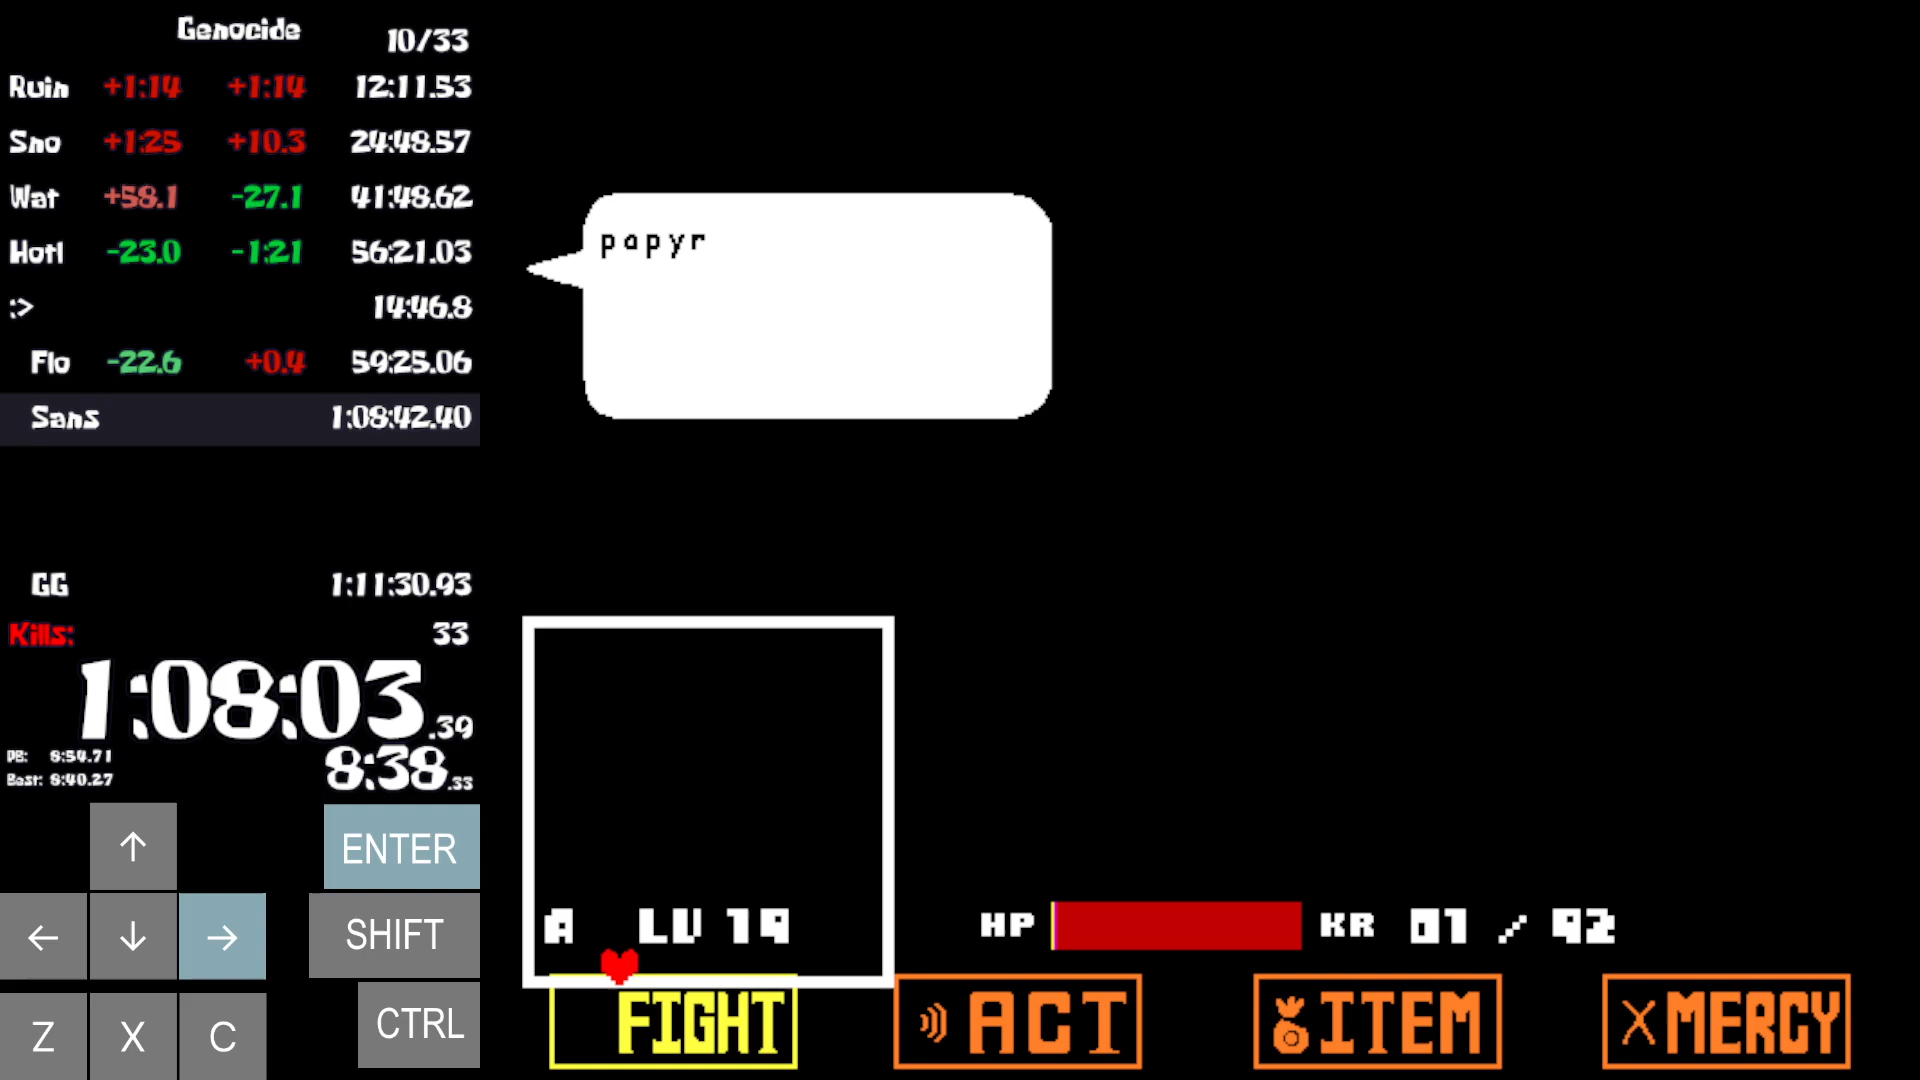 Genocide
10/33
Ruin +1:14 +1:14 12:11.53
Sno +1:25 +10.3 24:48.57
Wat +58.1 -27.1 41:48.62
Hotl -23.0 -1:21 56:21.03
:> 14:46.8
Flo -22.6 +0.4 59:25.06
Sans 1:08:42.40
GG 1:11:30.93
Kills: 33
1:08:03.39
PB: 8:54.71
Best: 8:40.27
8:38.33
↑
ENTER
← ↓ →
SHIFT
Z X C
CTRL
papyr
A LV 19 HP KR 01 / 92
FIGHT ACT ITEM MERCY